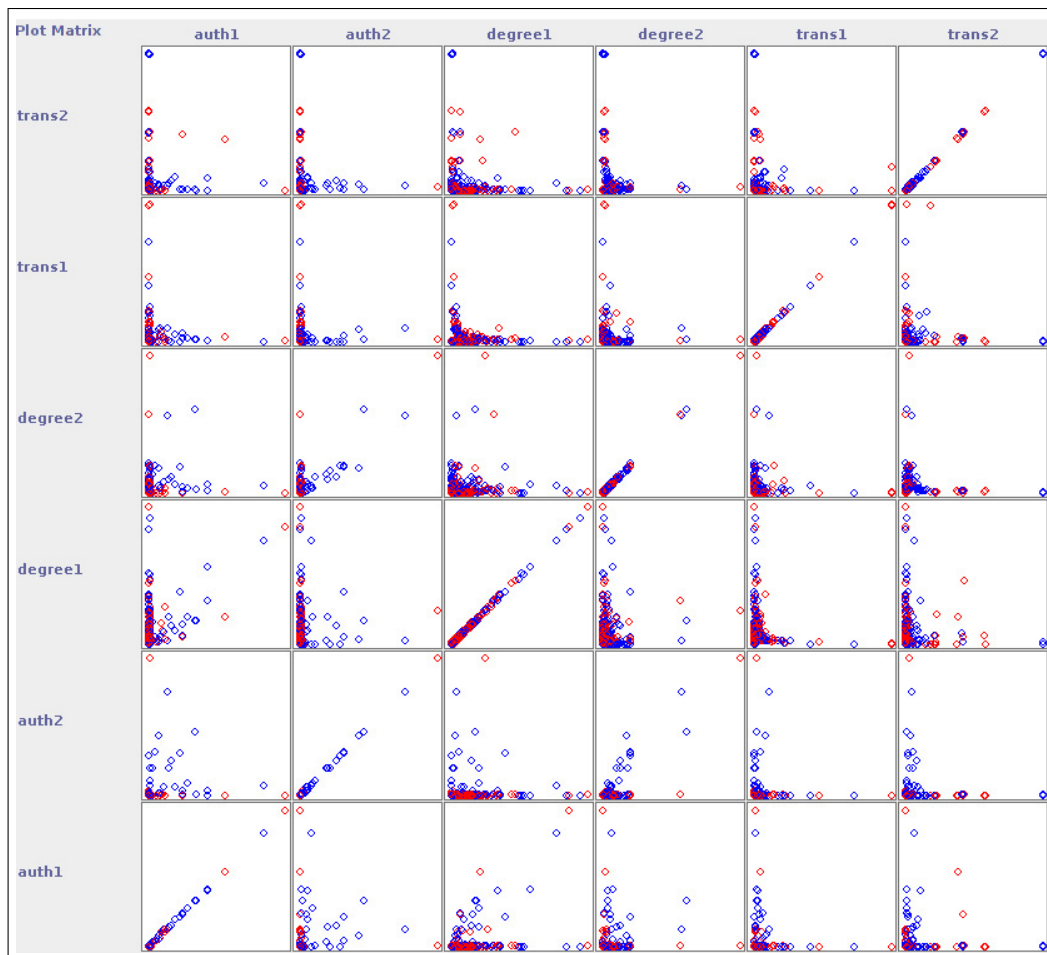 Plot Matrix
auth1 auth2 degree1 degree2 trans1 trans2
trans2
trans1
degree2
degree1
auth2
auth1